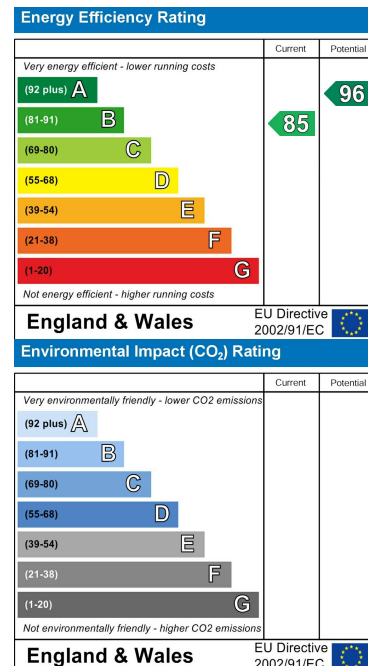 Energy Efficiency Rating
Current Potential
Very energy efficient - lower running costs
(92 plus) A
96
(81-91) B
85
(69-80) C
(55-68) D
(39-54) E
(21-38) F
(1-20) G
Not energy efficient - higher running costs
England & Wales
EU Directive
2002/91/EC
Environmental Impact (CO₂) Rating
Current Potential
Very environmentally friendly - lower CO2 emissions
(92 plus) A
(81-91) B
(69-80) C
(55-68) D
(39-54) E
(21-38) F
(1-20) G
Not environmentally friendly - higher CO2 emissions
England & Wales
EU Directive
2002/91/EC